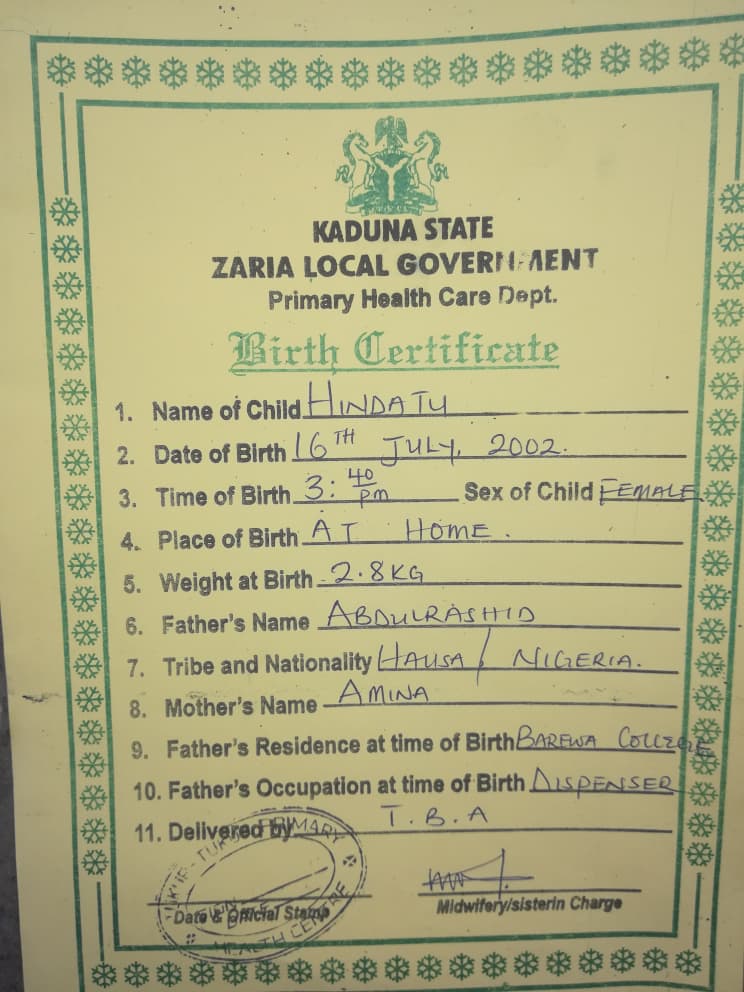 KADUNA STATE
ZARIA LOCAL GOVERNMENT
Primary Health Care Dept.
Birth Certificate
1. Name of Child HINDATU
2. Date of Birth 16TH JULY, 2002.
3. Time of Birth 3:40 pm Sex of Child FEMALE
4. Place of Birth AT HOME.
5. Weight at Birth 2.8KG
6. Father's Name ABDULRASHID
7. Tribe and Nationality HAUSA / NIGERIA.
8. Mother's Name AMINA
9. Father's Residence at time of Birth BAREWA COLLEGE
10. Father's Occupation at time of Birth DISPENSER
11. Delivered by T.B.A
PRIMARY
HEALTH CENTRE
Date & Official Stamp
Midwifery/sisterin Charge